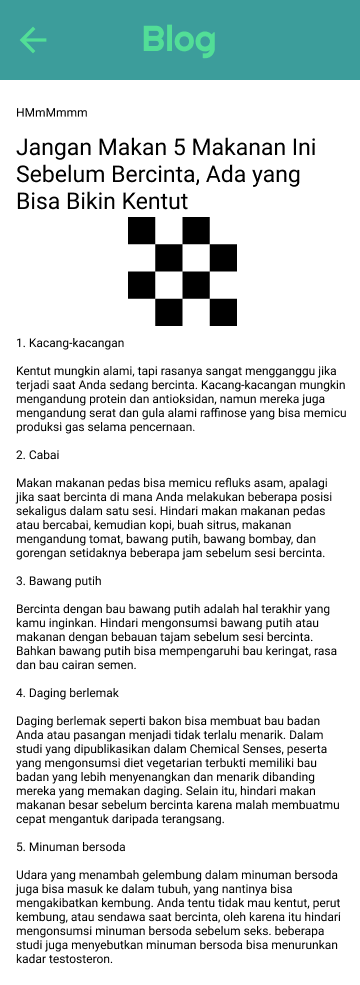 Blog
HMmMmmm
Jangan Makan 5 Makanan Ini
Sebelum Bercinta, Ada yang
Bisa Bikin Kentut
1. Kacang-kacangan
Kentut mungkin alami, tapi rasanya sangat mengganggu jika
terjadi saat Anda sedang bercinta. Kacang-kacangan mungkin
mengandung protein dan antioksidan, namun mereka juga
mengandung serat dan gula alami raffinose yang bisa memicu
produksi gas selama pencernaan.
2. Cabai
Makan makanan pedas bisa memicu refluks asam, apalagi
jika saat bercinta di mana Anda melakukan beberapa posisi
sekaligus dalam satu sesi. Hindari makan makanan pedas
atau bercabai, kemudian kopi, buah sitrus, makanan
mengandung tomat, bawang putih, bawang bombay, dan
gorengan setidaknya beberapa jam sebelum sesi bercinta.
3. Bawang putih
Bercinta dengan bau bawang putih adalah hal terakhir yang
kamu inginkan. Hindari mengonsumsi bawang putih atau
makanan dengan bebauan tajam sebelum sesi bercinta.
Bahkan bawang putih bisa mempengaruhi bau keringat, rasa
dan bau cairan semen.
4. Daging berlemak
Daging berlemak seperti bakon bisa membuat bau badan
Anda atau pasangan menjadi tidak terlalu menarik. Dalam
studi yang dipublikasikan dalam Chemical Senses, peserta
yang mengonsumsi diet vegetarian terbukti memiliki bau
badan yang lebih menyenangkan dan menarik dibanding
mereka yang memakan daging. Selain itu, hindari makan
makanan besar sebelum bercinta karena malah membuatmu
cepat mengantuk daripada terangsang.
5. Minuman bersoda
Udara yang menambah gelembung dalam minuman bersoda
juga bisa masuk ke dalam tubuh, yang nantinya bisa
mengakibatkan kembung. Anda tentu tidak mau kentut, perut
kembung, atau sendawa saat bercinta, oleh karena itu hindari
mengonsumsi minuman bersoda sebelum seks. beberapa
studi juga menyebutkan minuman bersoda bisa menurunkan
kadar testosteron.